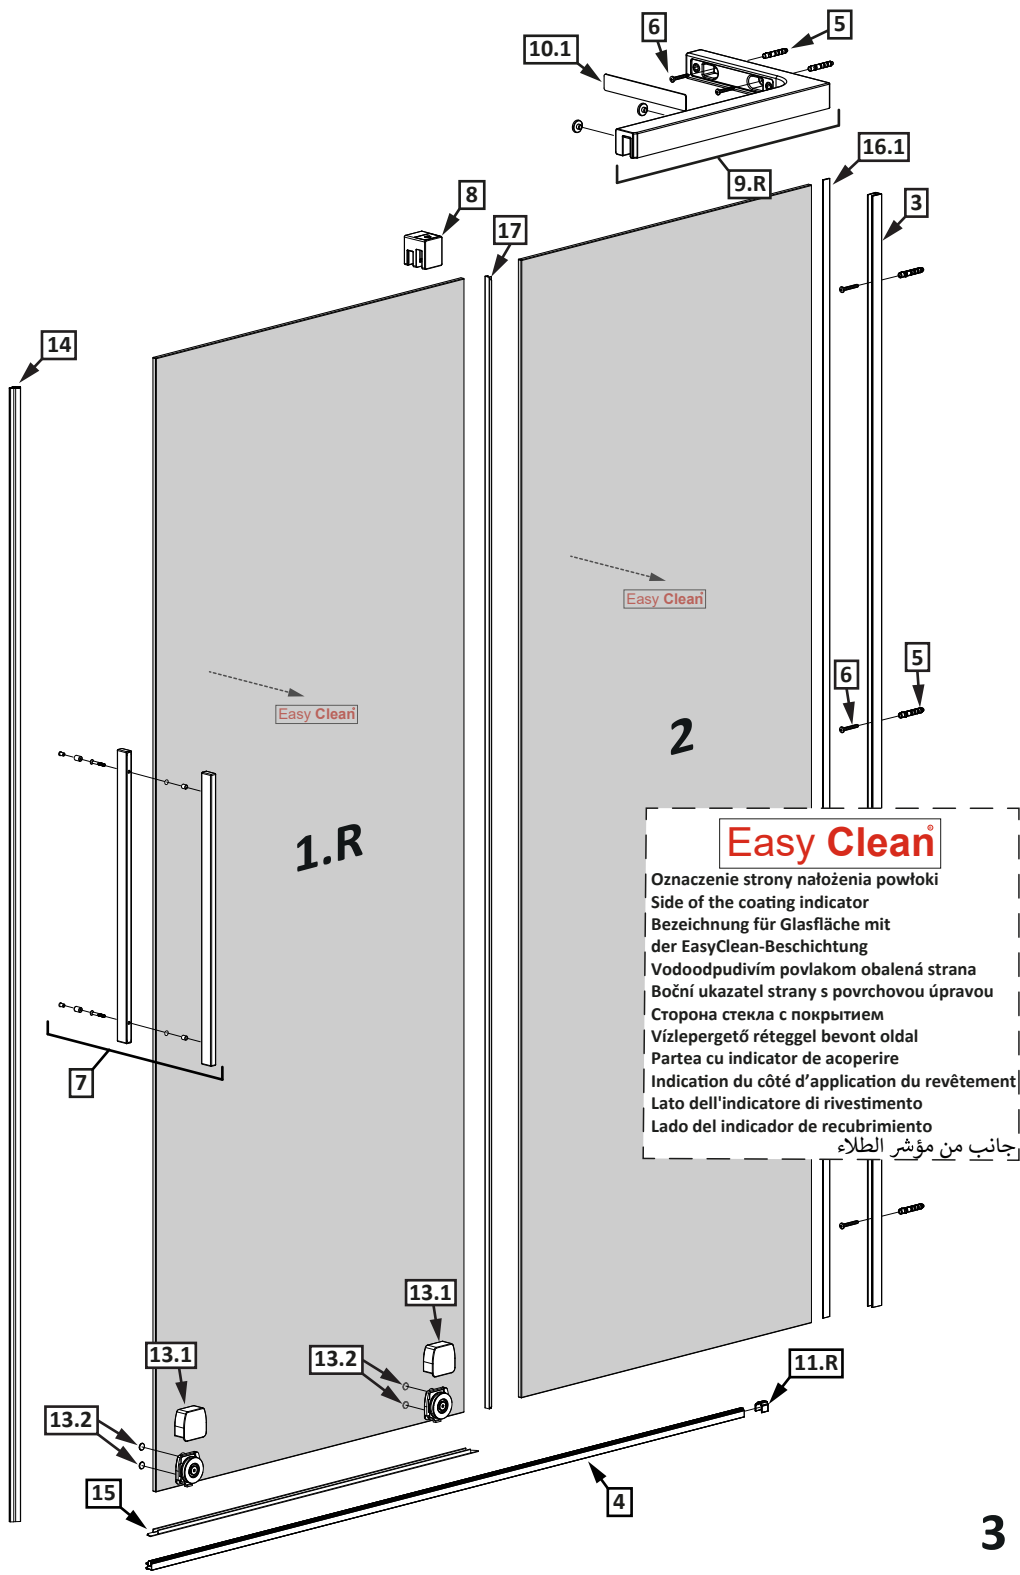 5
6
10.1
16.1
9.R
8
3
17
14
Easy Clean
Easy Clean
5
6
2
1.R
Easy Clean®
Oznaczenie strony nałożenia powłoki
Side of the coating indicator
Bezeichnung für Glasfläche mit
der EasyClean-Beschichtung
Vodoodpudivím povlakom obalená strana
Boční ukazatel strany s povrchovou úpravou
Сторона стекла с покрытием
Vízlepergető réteggel bevont oldal
Partea cu indicator de acoperire
Indication du côté d'application du revêtement
Lato dell'indicatore di rivestimento
Lado del indicador de recubrimiento
جانب من مؤشر الطلاء
7
13.1
13.1
13.2
11.R
13.2
15
4
3